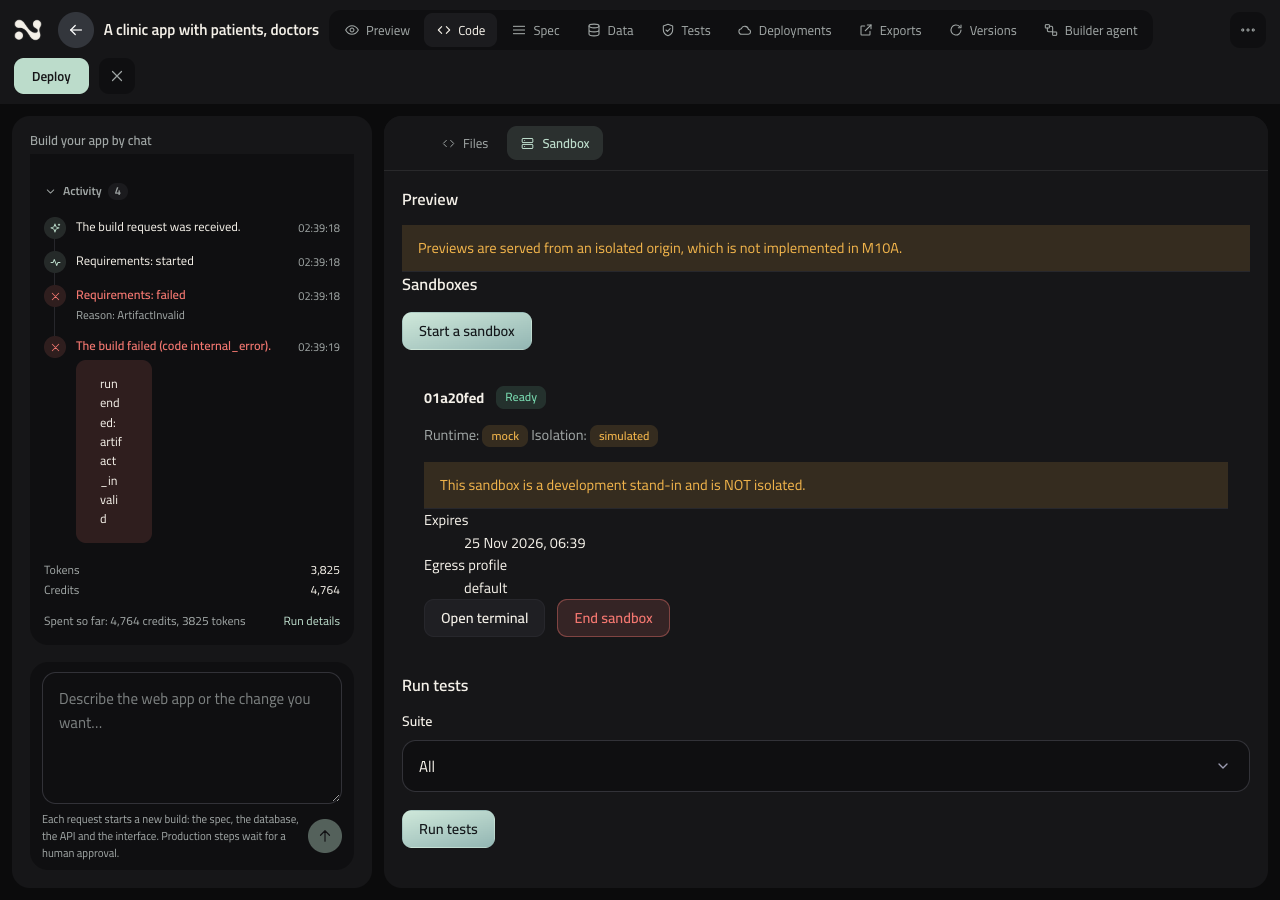 A clinic app with patients, doctors
Preview
Code
Spec
Data
Tests
Deployments
Exports
Versions
Builder agent
Deploy
Build your app by chat
Activity 4
The build request was received. 02:39:18
Requirements: started 02:39:18
Requirements: failed 02:39:18
Reason: ArtifactInvalid
The build failed (code internal_error). 02:39:19
run
end
ed:
artif
act
_in
vali
d
Tokens 3,825
Credits 4,764
Spent so far: 4,764 credits, 3825 tokens Run details
Describe the web app or the change you
want...
Each request starts a new build: the spec, the database,
the API and the interface. Production steps wait for a
human approval.
Files
Sandbox
Preview
Previews are served from an isolated origin, which is not implemented in M10A.
Sandboxes
Start a sandbox
01a20fed Ready
Runtime: mock Isolation: simulated
This sandbox is a development stand-in and is NOT isolated.
Expires
25 Nov 2026, 06:39
Egress profile
default
Open terminal
End sandbox
Run tests
Suite
All
Run tests